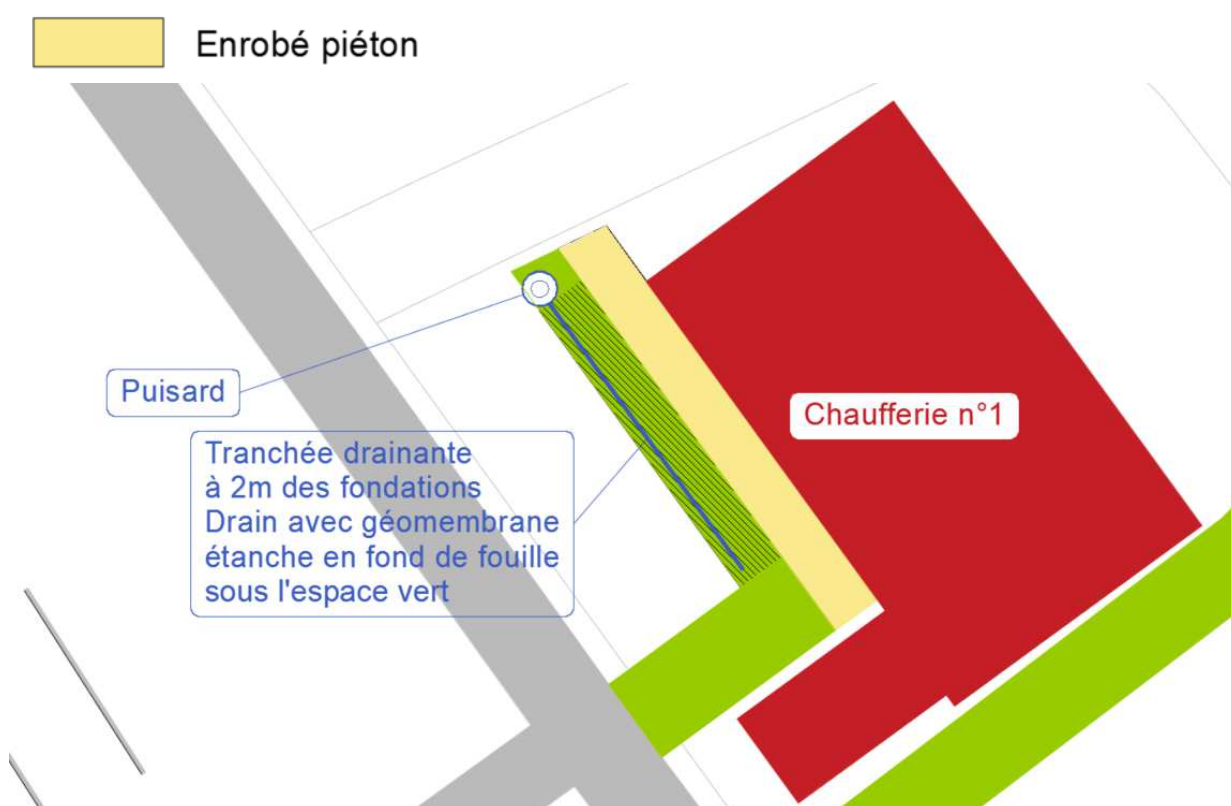 Enrobé piéton
Puisard
Chaufferie n°1
Tranchée drainante
à 2m des fondations
Drain avec géomembrane
étanche en fond de fouille
sous l'espace vert